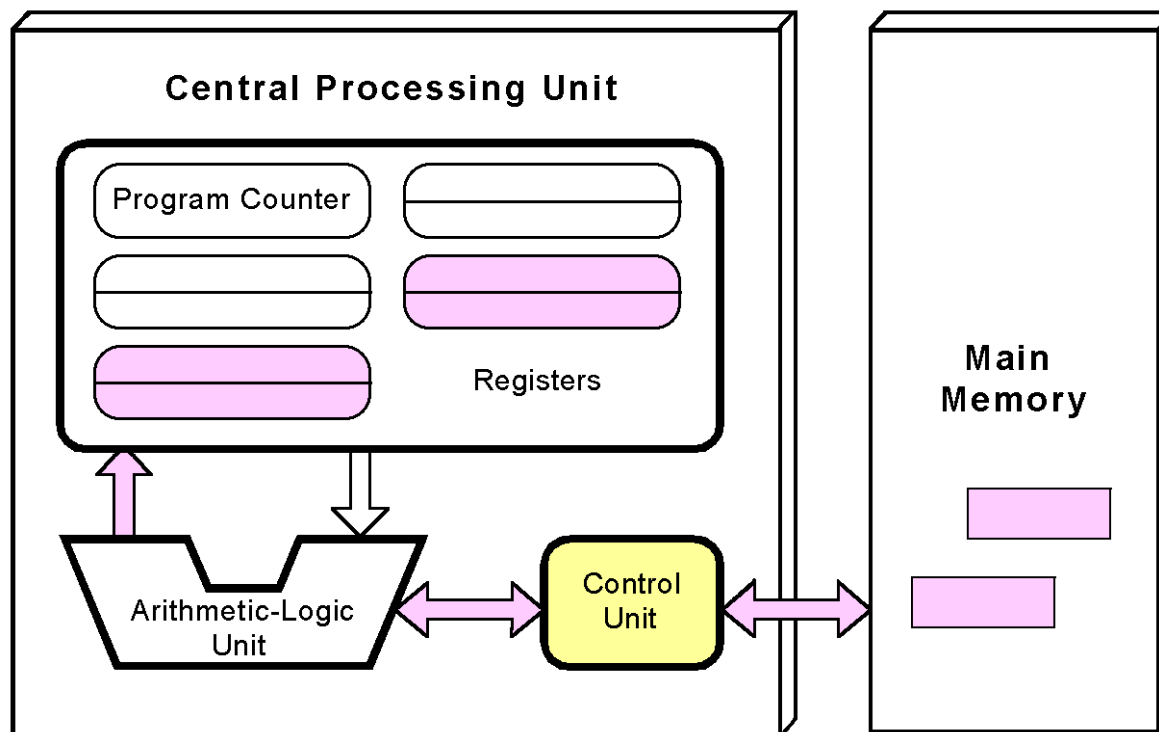 Central Processing Unit
Program Counter
Registers
Arithmetic-Logic
Unit
Control
Unit
Main
Memory